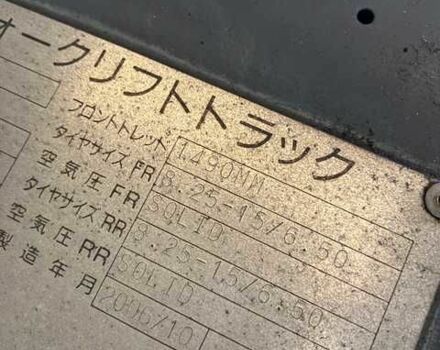 ォークリフトトラック
フロントトレッド 1.490MM
タイヤサイズ FR 8.25-15/6.50
空気圧 FR SOLID
タイヤサイズ RR 8.25-15/6.50
空気圧 RR SOLID
製造年月 2006/10